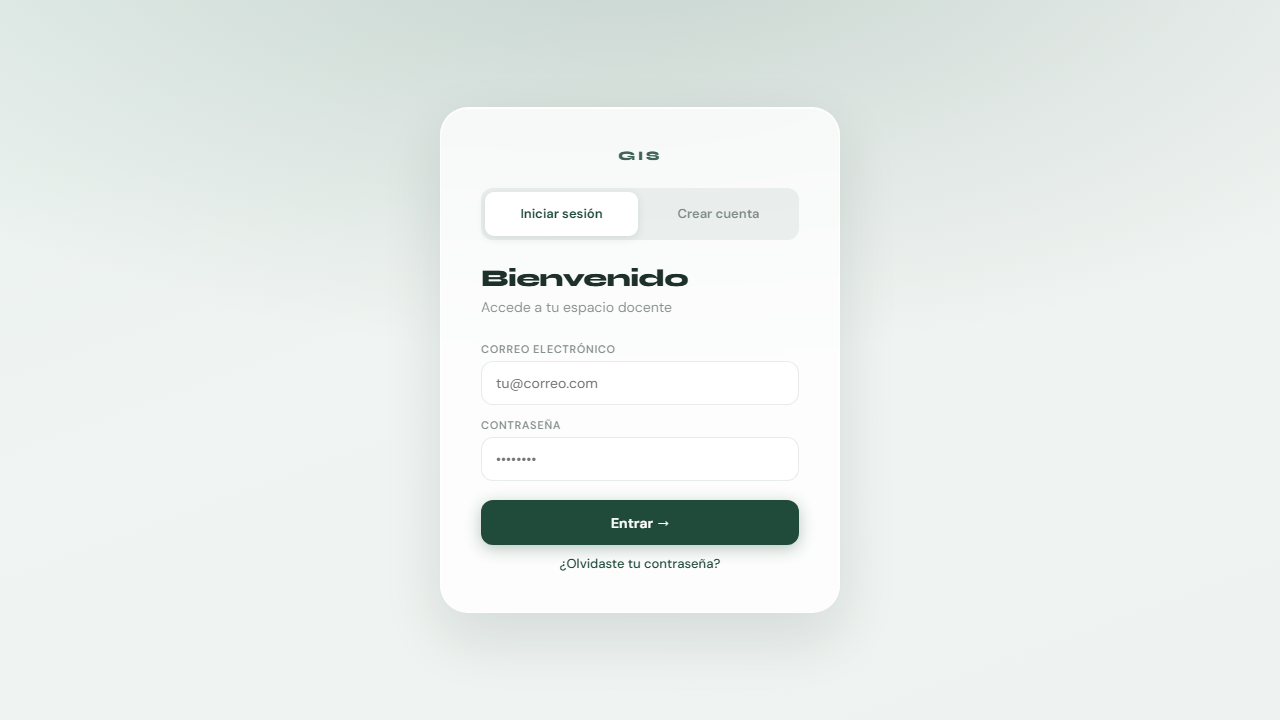 GIS
Iniciar sesión
Crear cuenta
Bienvenido
Accede a tu espacio docente
CORREO ELECTRÓNICO
tu@correo.com
CONTRASEÑA
••••••••
Entrar →
¿Olvidaste tu contraseña?